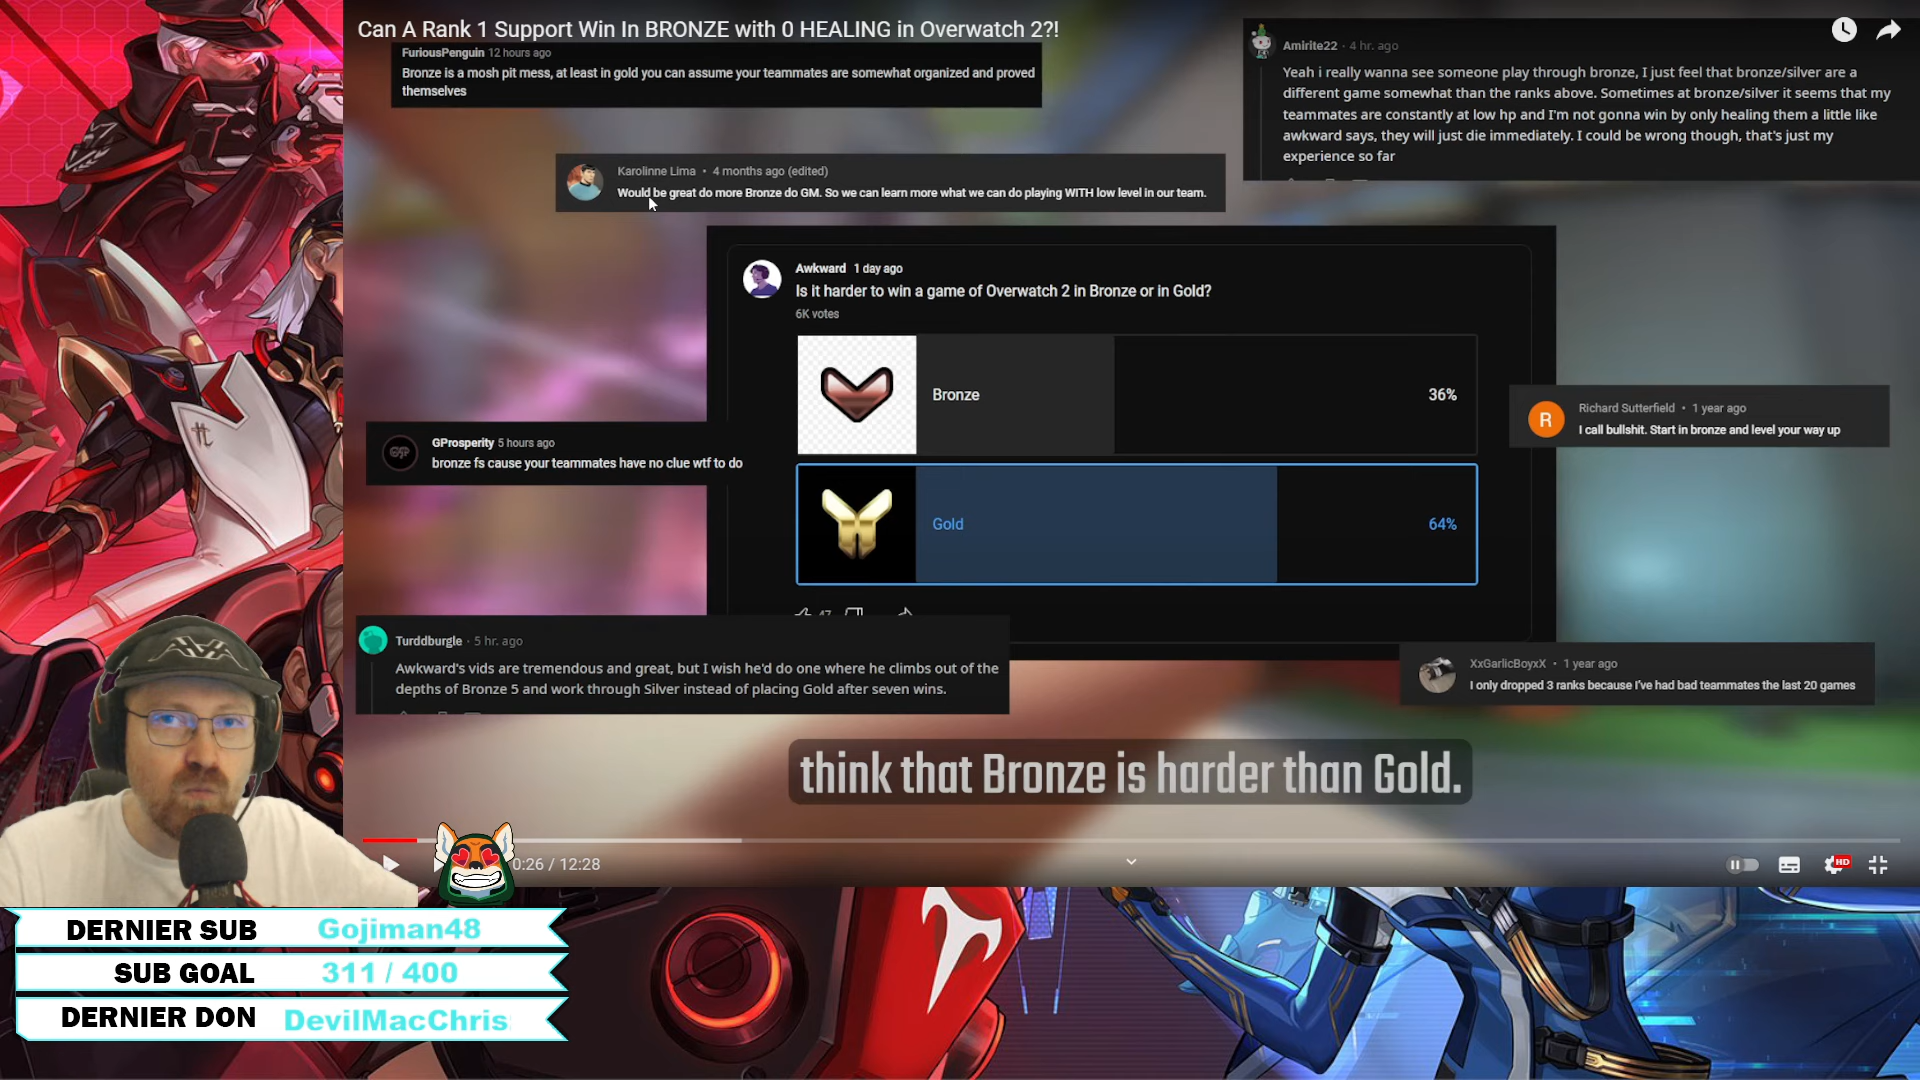 Can A Rank 1 Support Win In BRONZE with 0 HEALING in Overwatch 2?!
FuriousPenguin 12 hours ago
Bronze is a mosh pit mess, at least in gold you can assume your teammates are somewhat organized and proved
themselves
Amirite22 · 4 hr. ago
Yeah i really wanna see someone play through bronze, I just feel that bronze/silver are a
different game somewhat than the ranks above. Sometimes at bronze/silver it seems that my
teammates are constantly at low hp and I'm not gonna win by only healing them a little like
awkward says, they will just die immediately. I could be wrong though, that's just my
experience so far
Karolinne Lima • 4 months ago (edited)
Would be great do more Bronze do GM. So we can learn more what we can do playing WITH low level in our team.
Awkward 1 day ago
Is it harder to win a game of Overwatch 2 in Bronze or in Gold?
6K votes
Bronze
36%
Gold
64%
47
R
Richard Sutterfield • 1 year ago
I call bullshit. Start in bronze and level your way up
GP
GProsperity 5 hours ago
bronze fs cause your teammates have no clue wtf to do
Turddburgle · 5 hr. ago
Awkward's vids are tremendous and great, but I wish he'd do one where he climbs out of the
depths of Bronze 5 and work through Silver instead of placing Gold after seven wins.
XxGarlicBoyxX • 1 year ago
I only dropped 3 ranks because I've had bad teammates the last 20 games
think that Bronze is harder than Gold.
0:26 / 12:28
HD
DERNIER SUB Gojiman48
SUB GOAL 311 / 400
DERNIER DON DevilMacChris